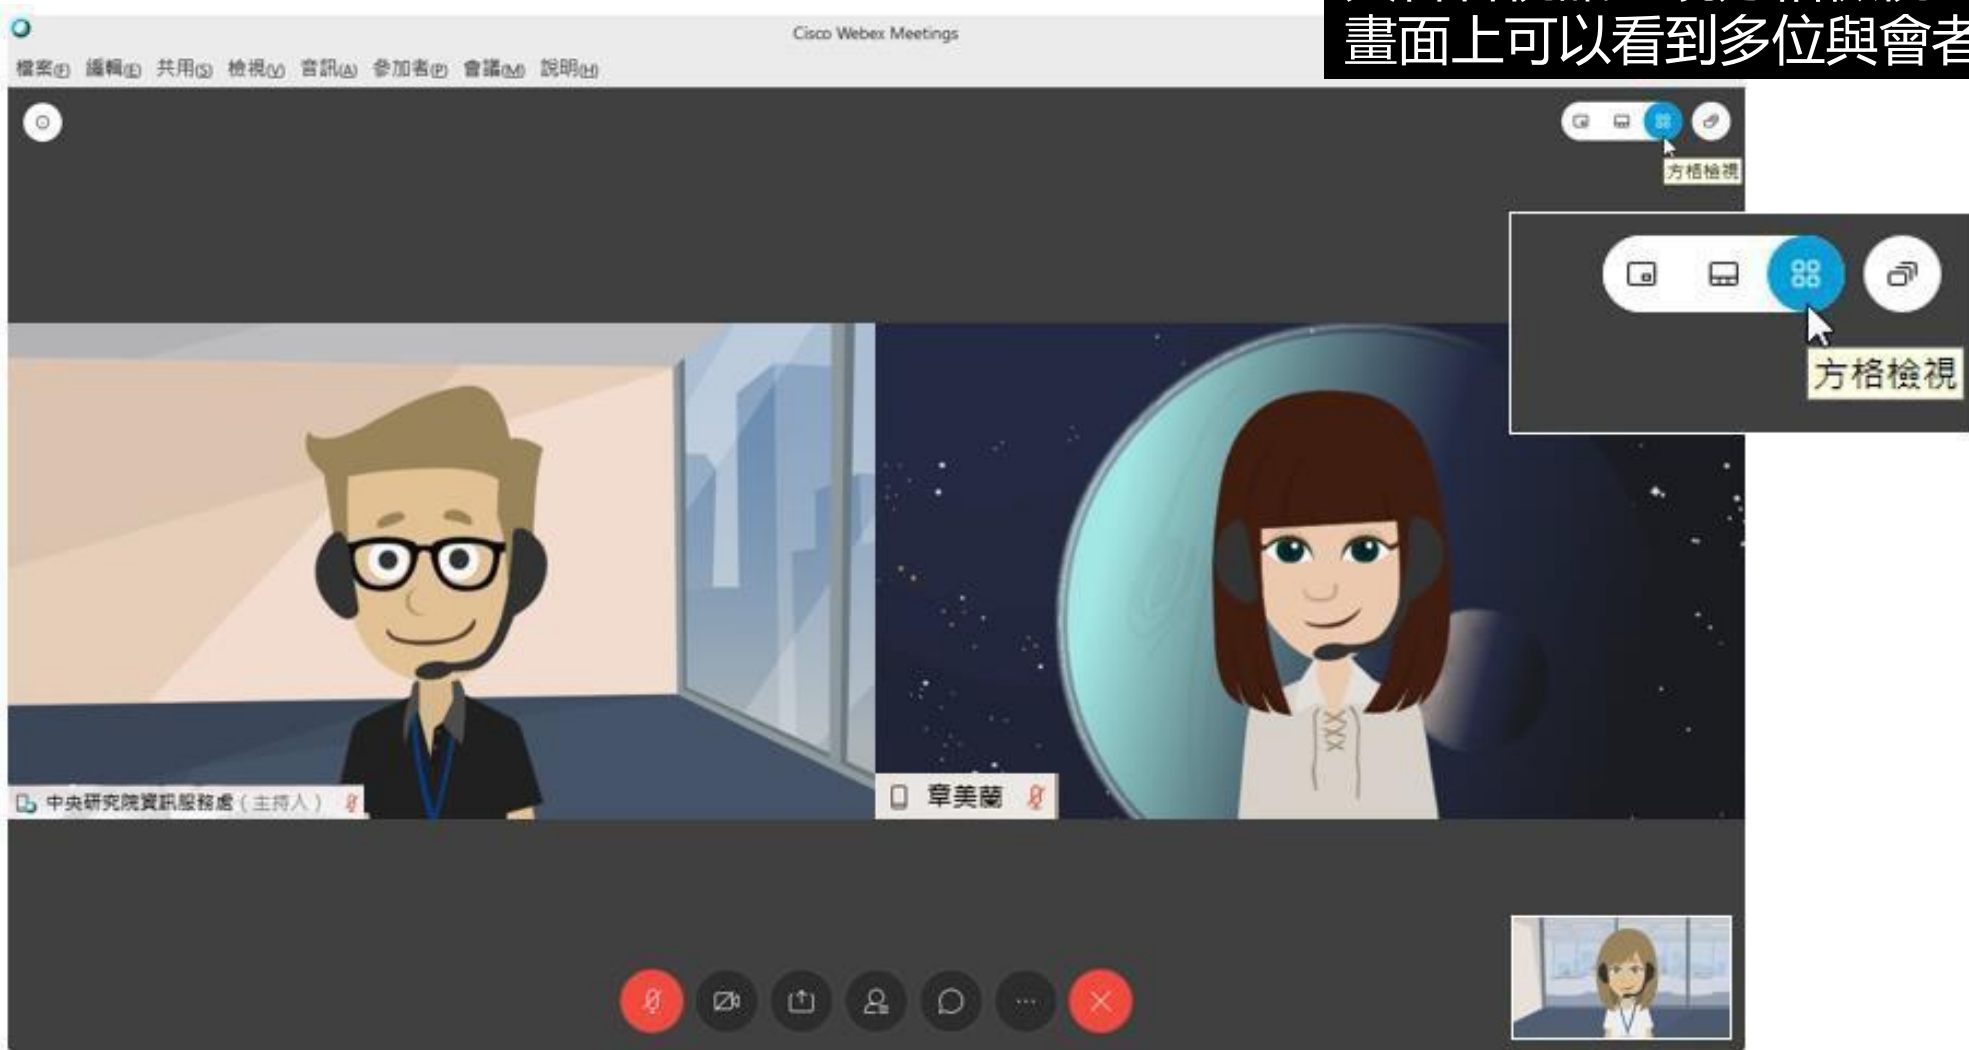 Cisco Webex Meetings
畫面上可以看到多位與會者
檔案(F) 編輯(E) 共用(S) 檢視(V) 音訊(A) 參加者(P) 會議(M) 說明(H)
方格檢視
方格檢視
中央研究院資訊服務處(主持人)
章美蘭